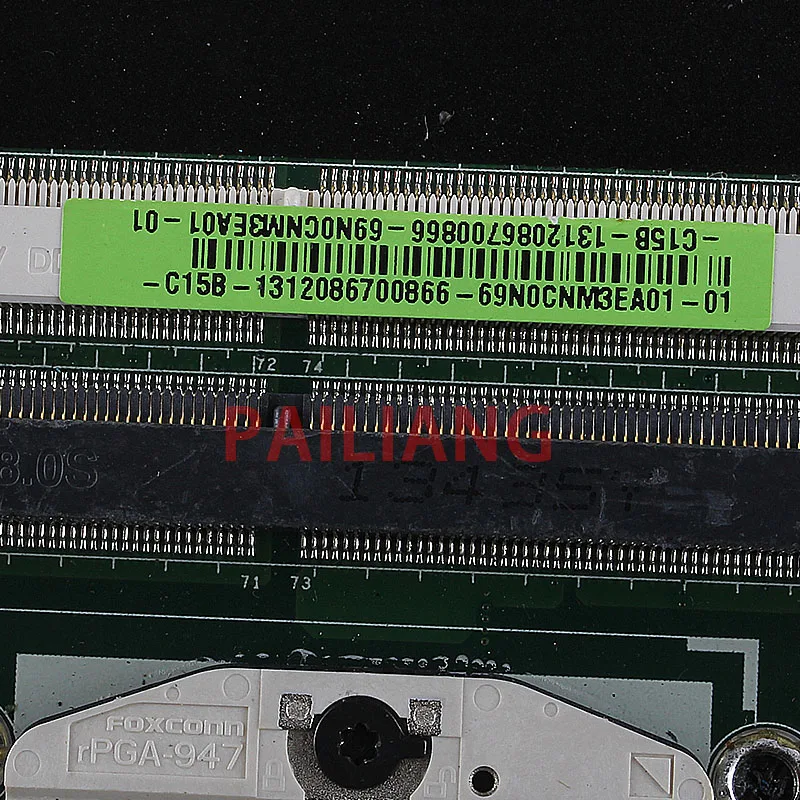 -C15B-1312086700866-69N0CNM3EA01-01
-C15B-1312086700866-69N0CNM3EA01-01
72 74
PAILIANG
8.0S
71 73
FOXCONN
rPGA-947